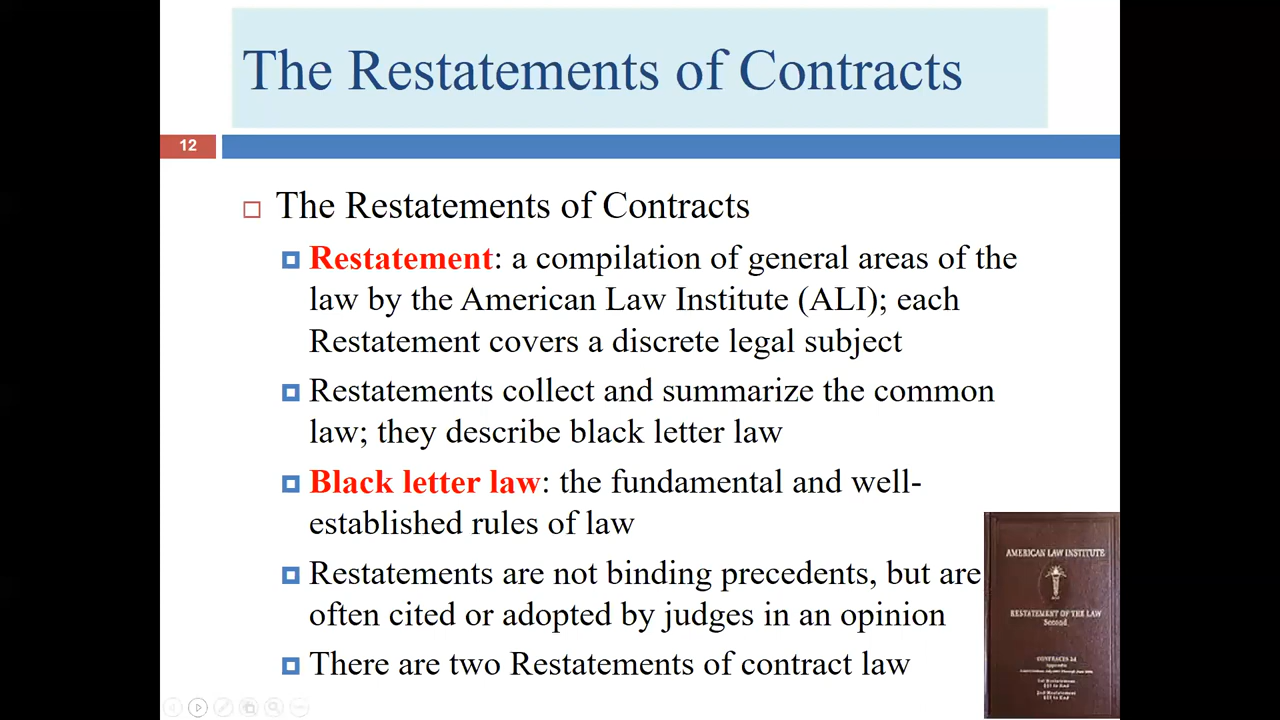 The Restatements of Contracts
12
The Restatements of Contracts
Restatement: a compilation of general areas of the
law by the American Law Institute (ALI); each
Restatement covers a discrete legal subject
Restatements collect and summarize the common
law; they describe black letter law
Black letter law: the fundamental and well-
established rules of law
Restatements are not binding precedents, but are
often cited or adopted by judges in an opinion
There are two Restatements of contract law
AMERICAN LAW INSTITUTE
RESTATEMENT OF THE LAW
Second
CONTRACTS 2d
Appendix